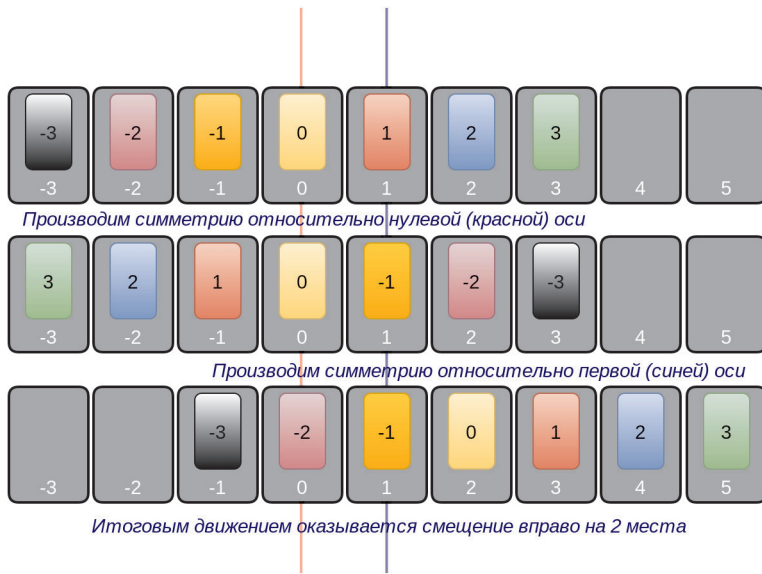 -3 -2 -1 0 1 2 3
-3 -2 -1 0 1 2 3 4 5
Производим симметрию относительно нулевой (красной) оси
3 2 1 0 -1 -2 -3
-3 -2 -1 0 1 2 3 4 5
Производим симметрию относительно первой (синей) оси
-3 -2 -1 0 1 2 3
-3 -2 -1 0 1 2 3 4 5
Итоговым движением оказывается смещение вправо на 2 места